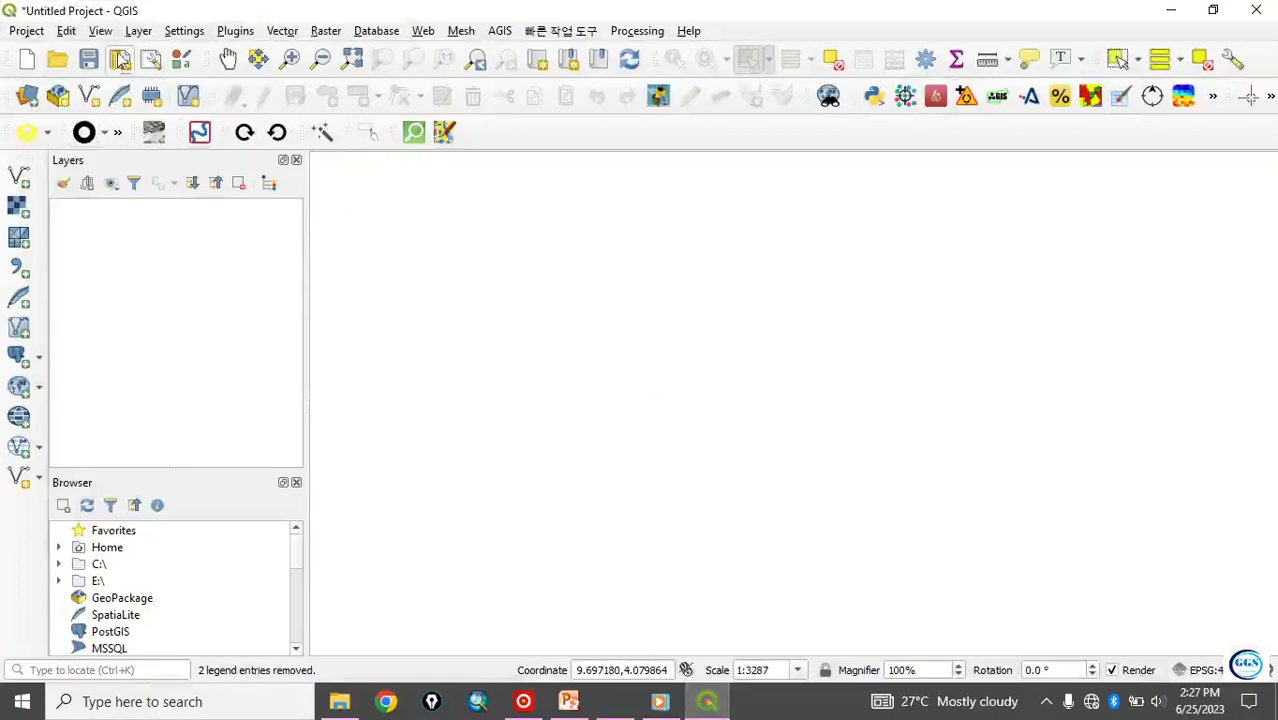 *Untitled Project - QGIS
Project Edit View Layer Settings Plugins Vector Raster Database Web Mesh AGIS 빠른 작업 도구 Processing Help
Layers
Browser
Favorites
Home
C:\
E:\
GeoPackage
SpatiaLite
PostGIS
MSSQL
Type to locate (Ctrl+K) 2 legend entries removed. Coordinate 9.697180,4.079864 Scale 1:3287 Magnifier 100% Rotation 0.0 ° Render EPSG:4
GGS
Type here to search 27°C Mostly cloudy 2:27 PM
6/25/2023